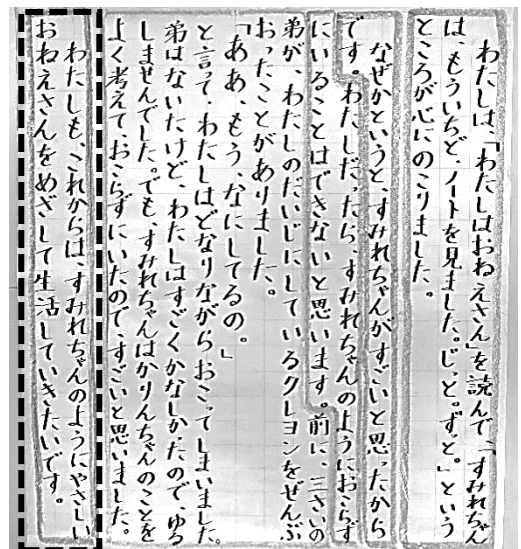 わたしは、「わたしはおねえさん」を読んで、「すみれちゃん
は、もういちど、ノートを見ました。じっと。ずっと。」という
ところが心にのこりました。
なぜかというと、すみれちゃんがすごいと思ったから
です。わたしだったら、すみれちゃんのようにおこらず
にいることはできないと思います。前に、三さいの
弟が、わたしのだいじにしているクレヨンをぜんぶ
おったことがありました。
「ああ、もう、なにしてるの。」
と言って、わたしはどなりながらおこってしまいました。
弟はないたけど、わたしはすごくかなしかったので、ゆる
しませんでした。でも、すみれちゃんはかりんちゃんのことを
よく考えておこらずにいたので、すごいと思いました。
わたしも、これからは、すみれちゃんのようにやさしい
おねえさんをめざして生活していきたいです。